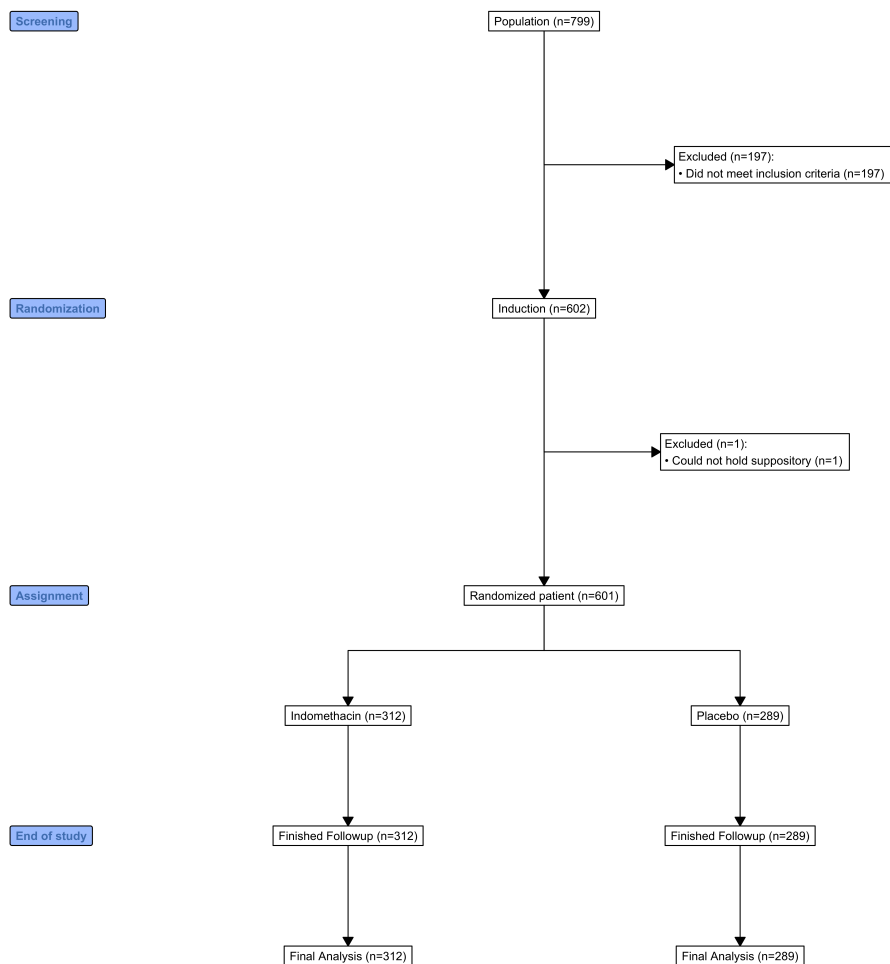 Screening
Population (n=799)
Excluded (n=197):
• Did not meet inclusion criteria (n=197)
Randomization
Induction (n=602)
Excluded (n=1):
• Could not hold suppository (n=1)
Assignment
Randomized patient (n=601)
Indomethacin (n=312)
Placebo (n=289)
End of study
Finished Followup (n=312)
Finished Followup (n=289)
Final Analysis (n=312)
Final Analysis (n=289)